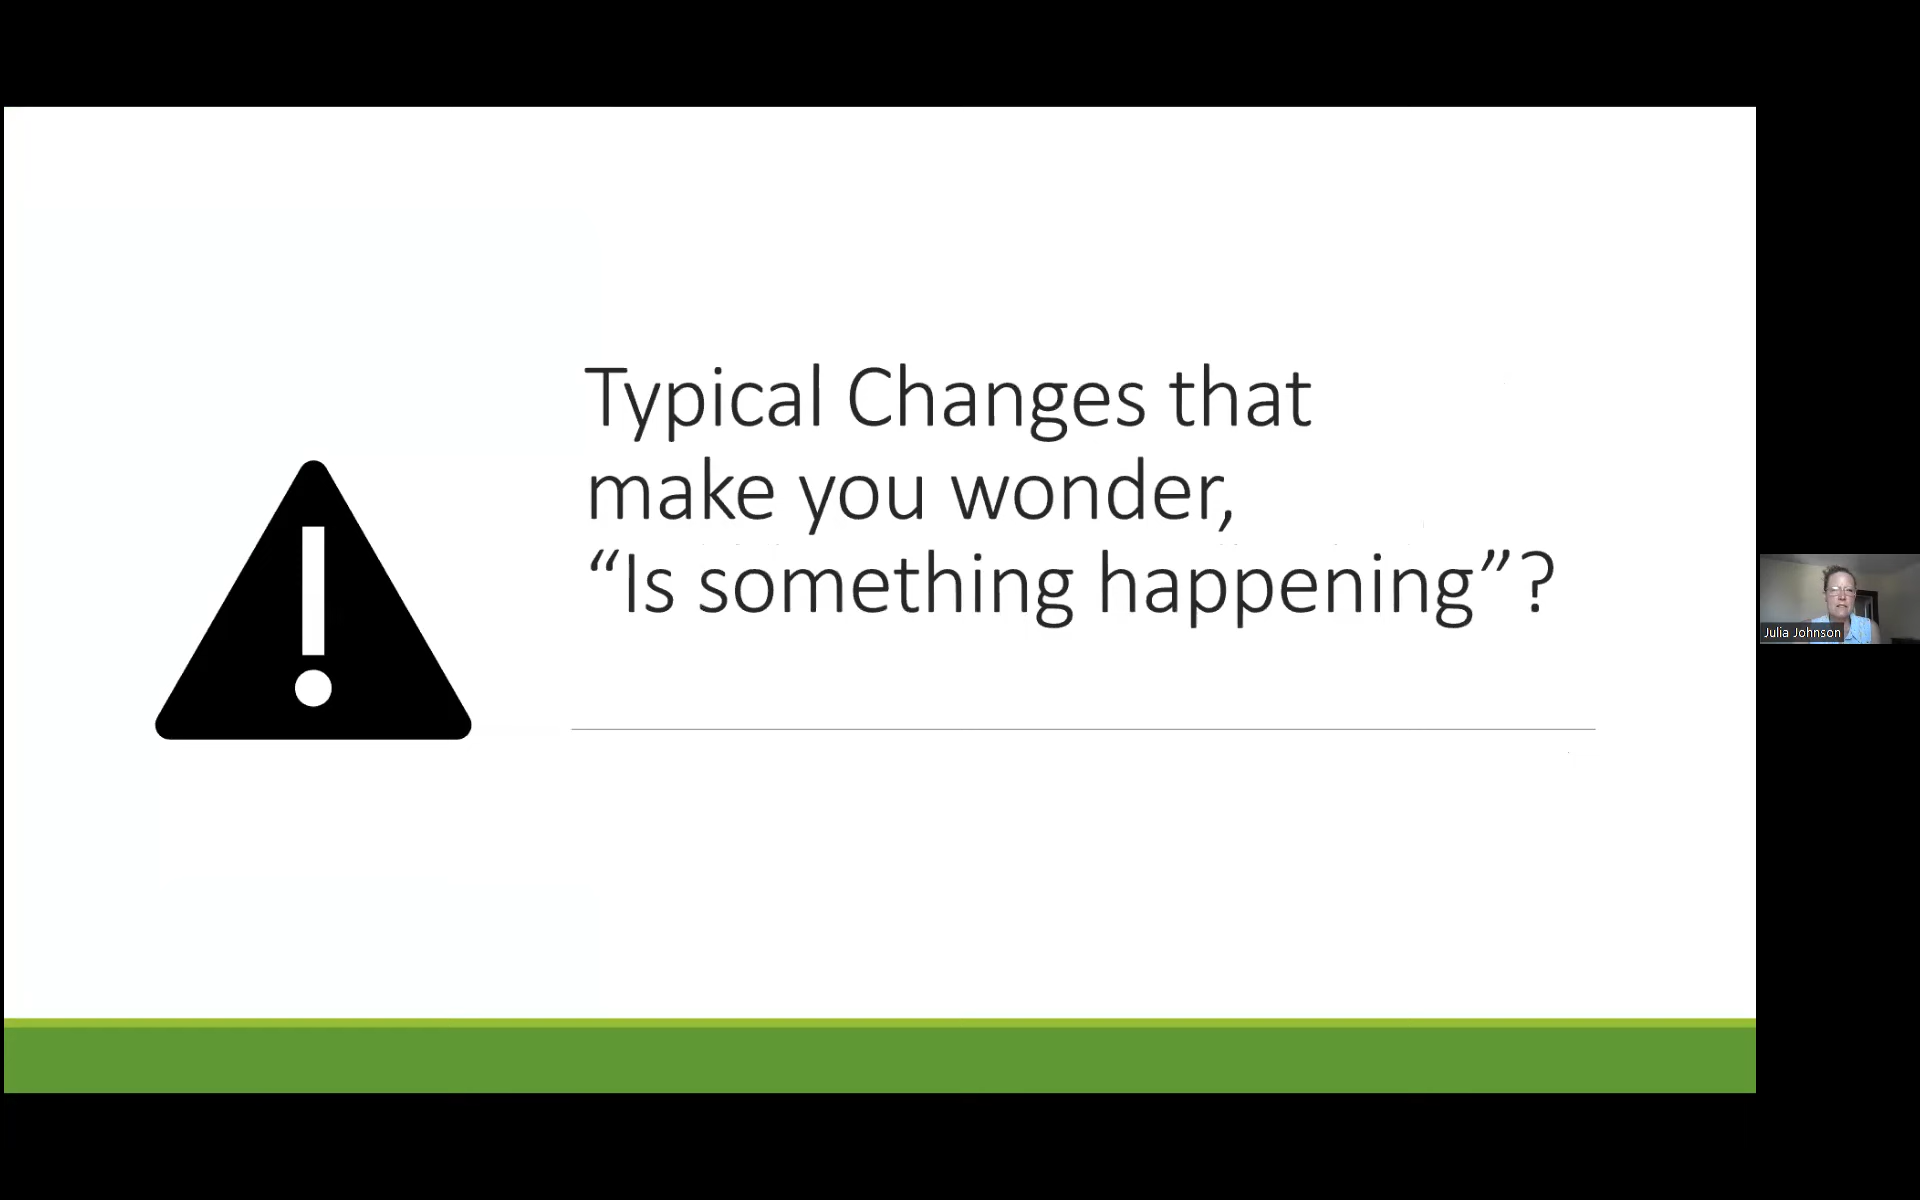 Typical Changes that
make you wonder,
“Is something happening”?
Julia Johnson